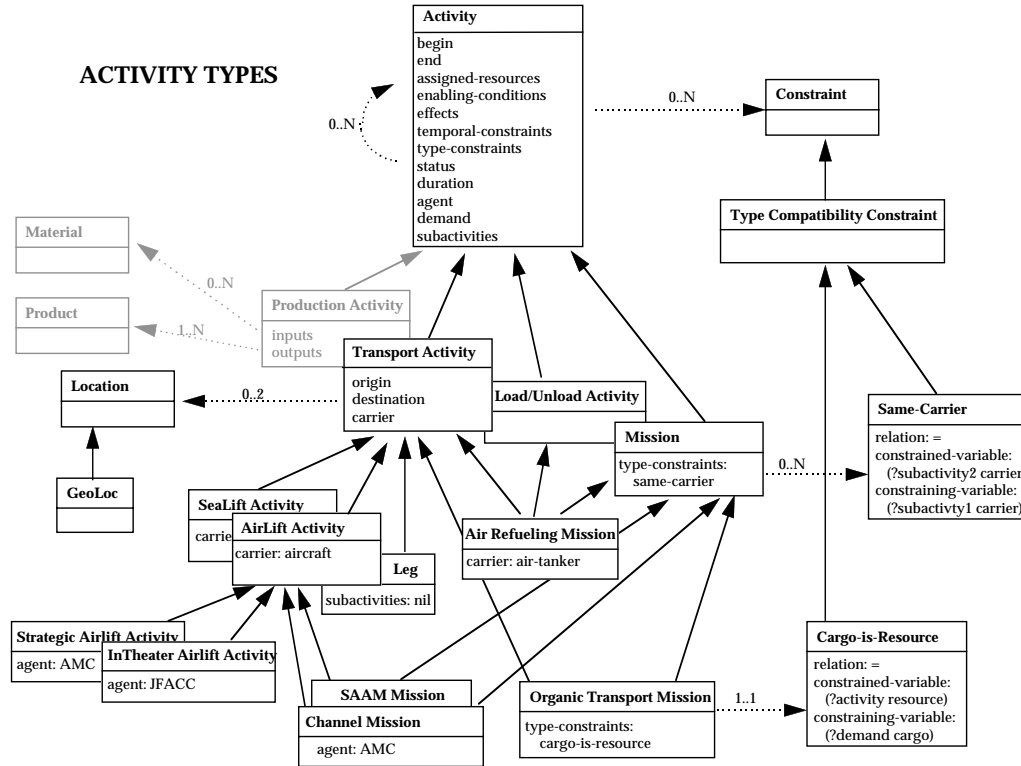 ACTIVITY TYPES
Activity
begin
end
assigned-resources
enabling-conditions
effects
temporal-constraints
type-constraints
status
duration
agent
demand
subactivities
0..N
0..N
Constraint
Type Compatibility Constraint
Material
0..N
Product
1..N
Production Activity
inputs
outputs
Transport Activity
origin
destination
carrier
Load/Unload Activity
Location
0..2
GeoLoc
Mission
type-constraints:
same-carrier
0..N
Same-Carrier
relation: =
constrained-variable:
(?subactivity2 carrier
constraining-variable:
(?subactivty1 carrier)
SeaLift Activity
carrie
AirLift Activity
carrier: aircraft
Leg
subactivities: nil
Air Refueling Mission
carrier: air-tanker
Strategic Airlift Activity
agent: AMC
InTheater Airlift Activity
agent: JFACC
SAAM Mission
Channel Mission
agent: AMC
Organic Transport Mission
type-constraints:
cargo-is-resource
1..1
Cargo-is-Resource
relation: =
constrained-variable:
(?activity resource)
constraining-variable:
(?demand cargo)